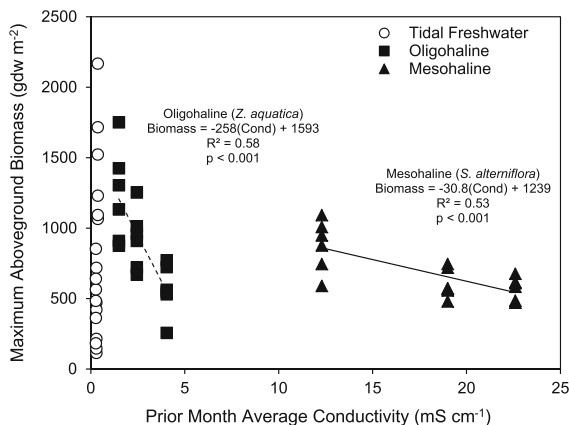 2500
2000
1500
1000
500
0
0
5
10
15
20
25
Maximum Aboveground Biomass (gdw m-2)
Prior Month Average Conductivity (mS cm-1)
Tidal Freshwater
Oligohaline
Mesohaline
Oligohaline (Z. aquatica)
Biomass = -258(Cond) + 1593
R² = 0.58
p < 0.001
Mesohaline (S. alterniflora)
Biomass = -30.8(Cond) + 1239
R² = 0.53
p < 0.001